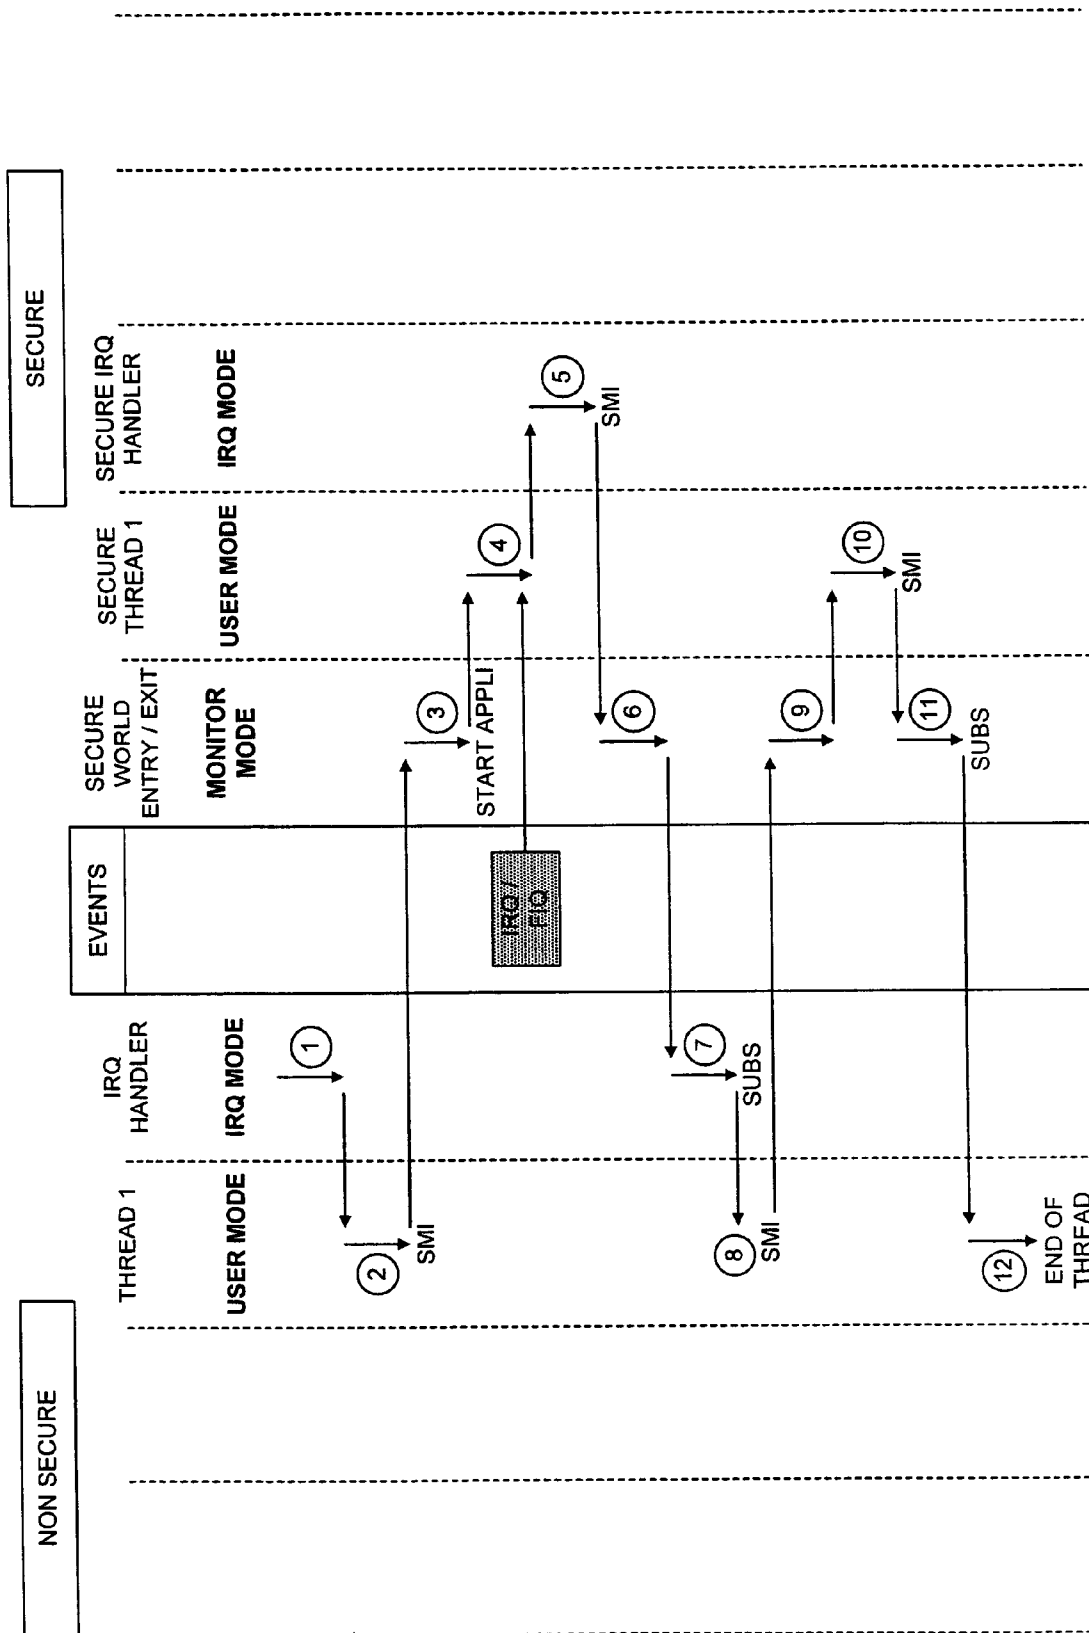 NON SECURE
SECURE
EVENTS
THREAD 1
IRQ
HANDLER
SECURE
WORLD
ENTRY / EXIT
SECURE
THREAD 1
SECURE IRQ
HANDLER
USER MODE
IRQ MODE
MONITOR
MODE
USER MODE
IRQ MODE
1
2
SMI
3
START APPLI
4
IRQ /
FIQ
5
SMI
6
7
SUBS
8
SMI
9
10
SMI
11
SUBS
12
END OF
THREAD